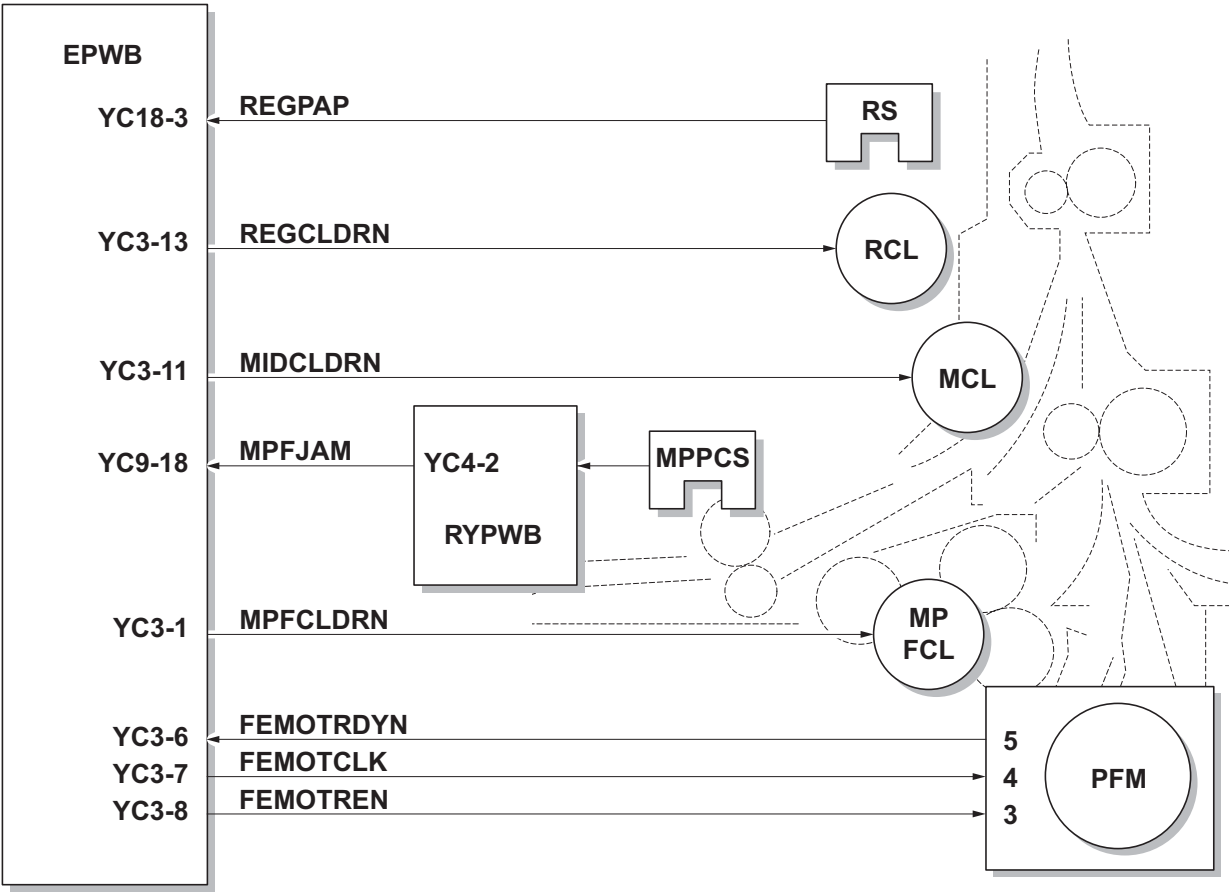 EPWB
YC18-3 REGPAP RS
YC3-13 REGCLDRN RCL
YC3-11 MIDCLDRN MCL
YC9-18 MPFJAM YC4-2 MPPCS
RYPWB
YC3-1 MPFCLDRN MP
FCL
YC3-6 FEMOTRDYN 5
YC3-7 FEMOTCLK 4 PFM
YC3-8 FEMOTREN 3